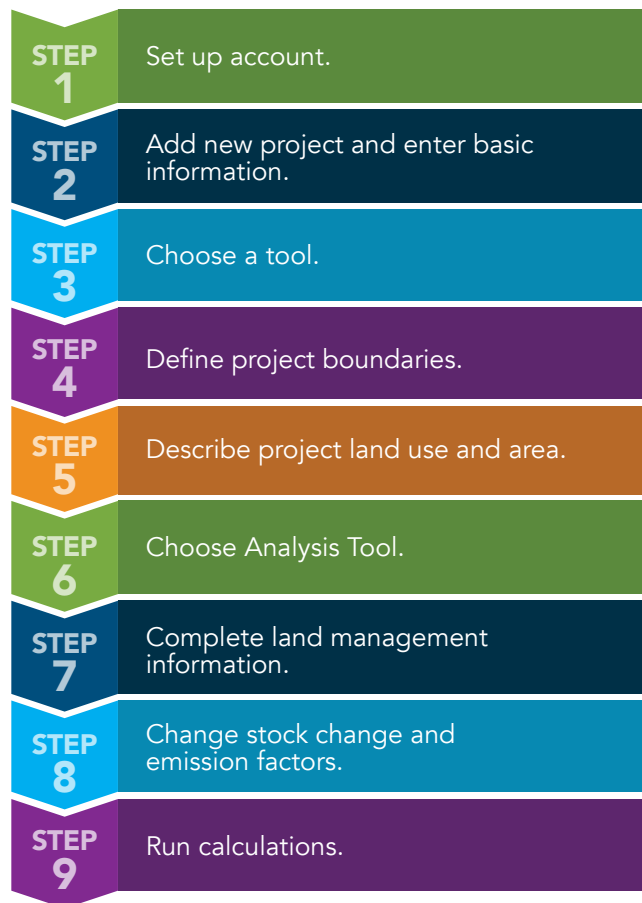 STEP
1
Set up account.
STEP
2
Add new project and enter basic
information.
STEP
3
Choose a tool.
STEP
4
Define project boundaries.
STEP
5
Describe project land use and area.
STEP
6
Choose Analysis Tool.
STEP
7
Complete land management
information.
STEP
8
Change stock change and
emission factors.
STEP
9
Run calculations.